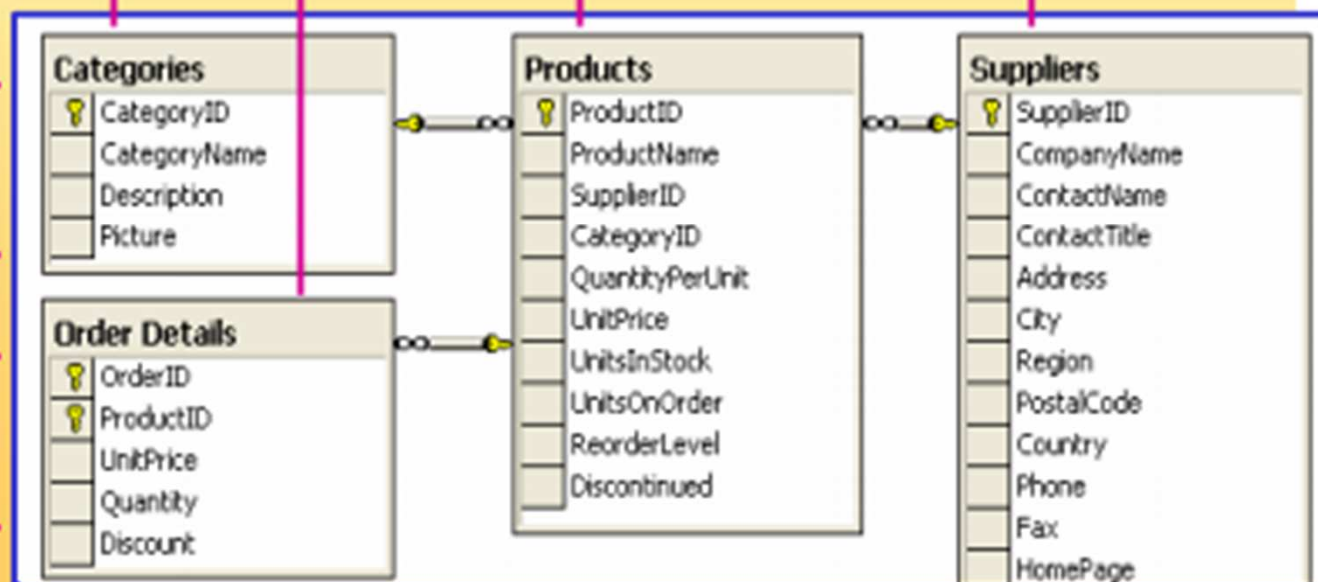 Categories
CategoryID
CategoryName
Description
Picture
Order Details
OrderID
ProductID
UnitPrice
Quantity
Discount
Products
ProductID
ProductName
SupplierID
CategoryID
QuantityPerUnit
UnitPrice
UnitsInStock
UnitsOnOrder
ReorderLevel
Discontinued
Suppliers
SupplierID
CompanyName
ContactName
ContactTitle
Address
City
Region
PostalCode
Country
Phone
Fax
HomePage